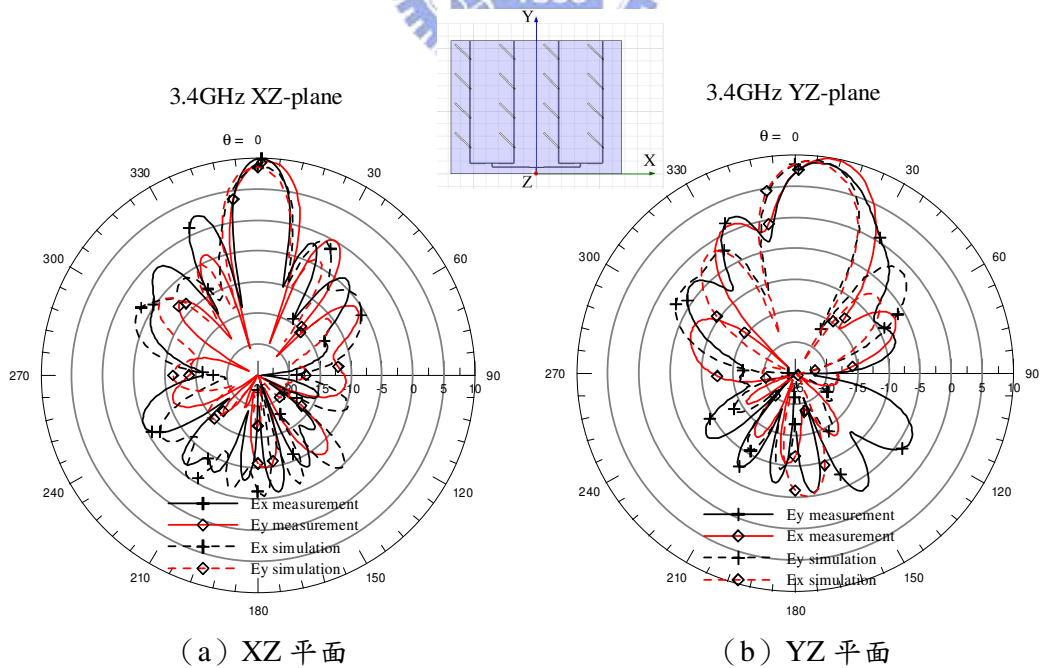 Y
X
Z
3.4GHz XZ-plane
θ = 0
30
60
90
120
150
180
210
240
270
300
330
-5 0 5 10
Ex measurement
Ey measurement
Ex simulation
Ey simulation
(a) XZ 平面
3.4GHz YZ-plane
θ = 0
30
60
90
120
150
180
210
240
270
300
330
-5 0 5 10
Ey measurement
Ex measurement
Ey simulation
Ex simulation
(b) YZ 平面